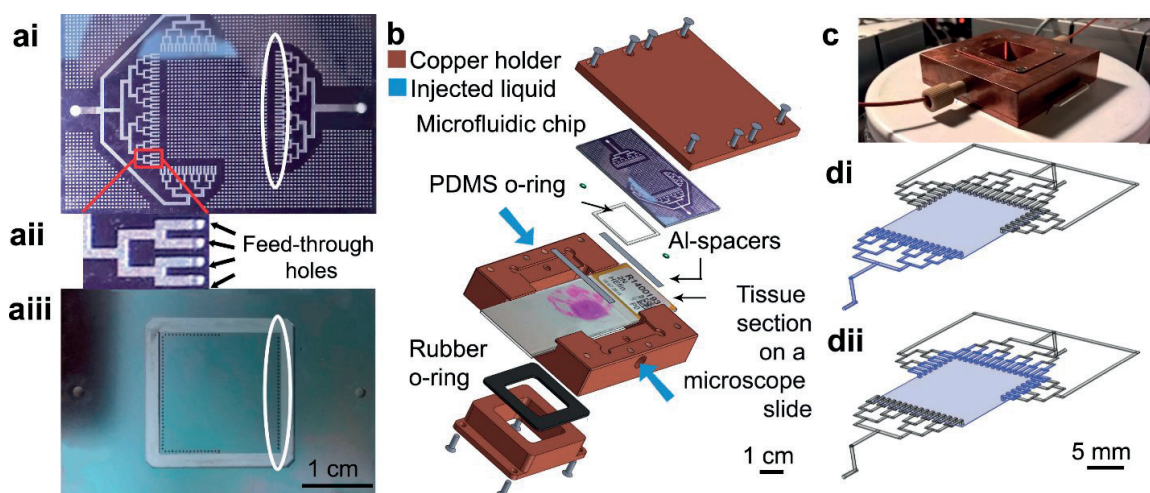 ai
aii
Feed-through
holes
aiii
1 cm
b
Copper holder
Injected liquid
Microfluidic chip
PDMS o-ring
Al-spacers
R1400193
Tissue
section
on a
microscope
slide
Rubber
o-ring
1 cm
c
di
dii
5 mm